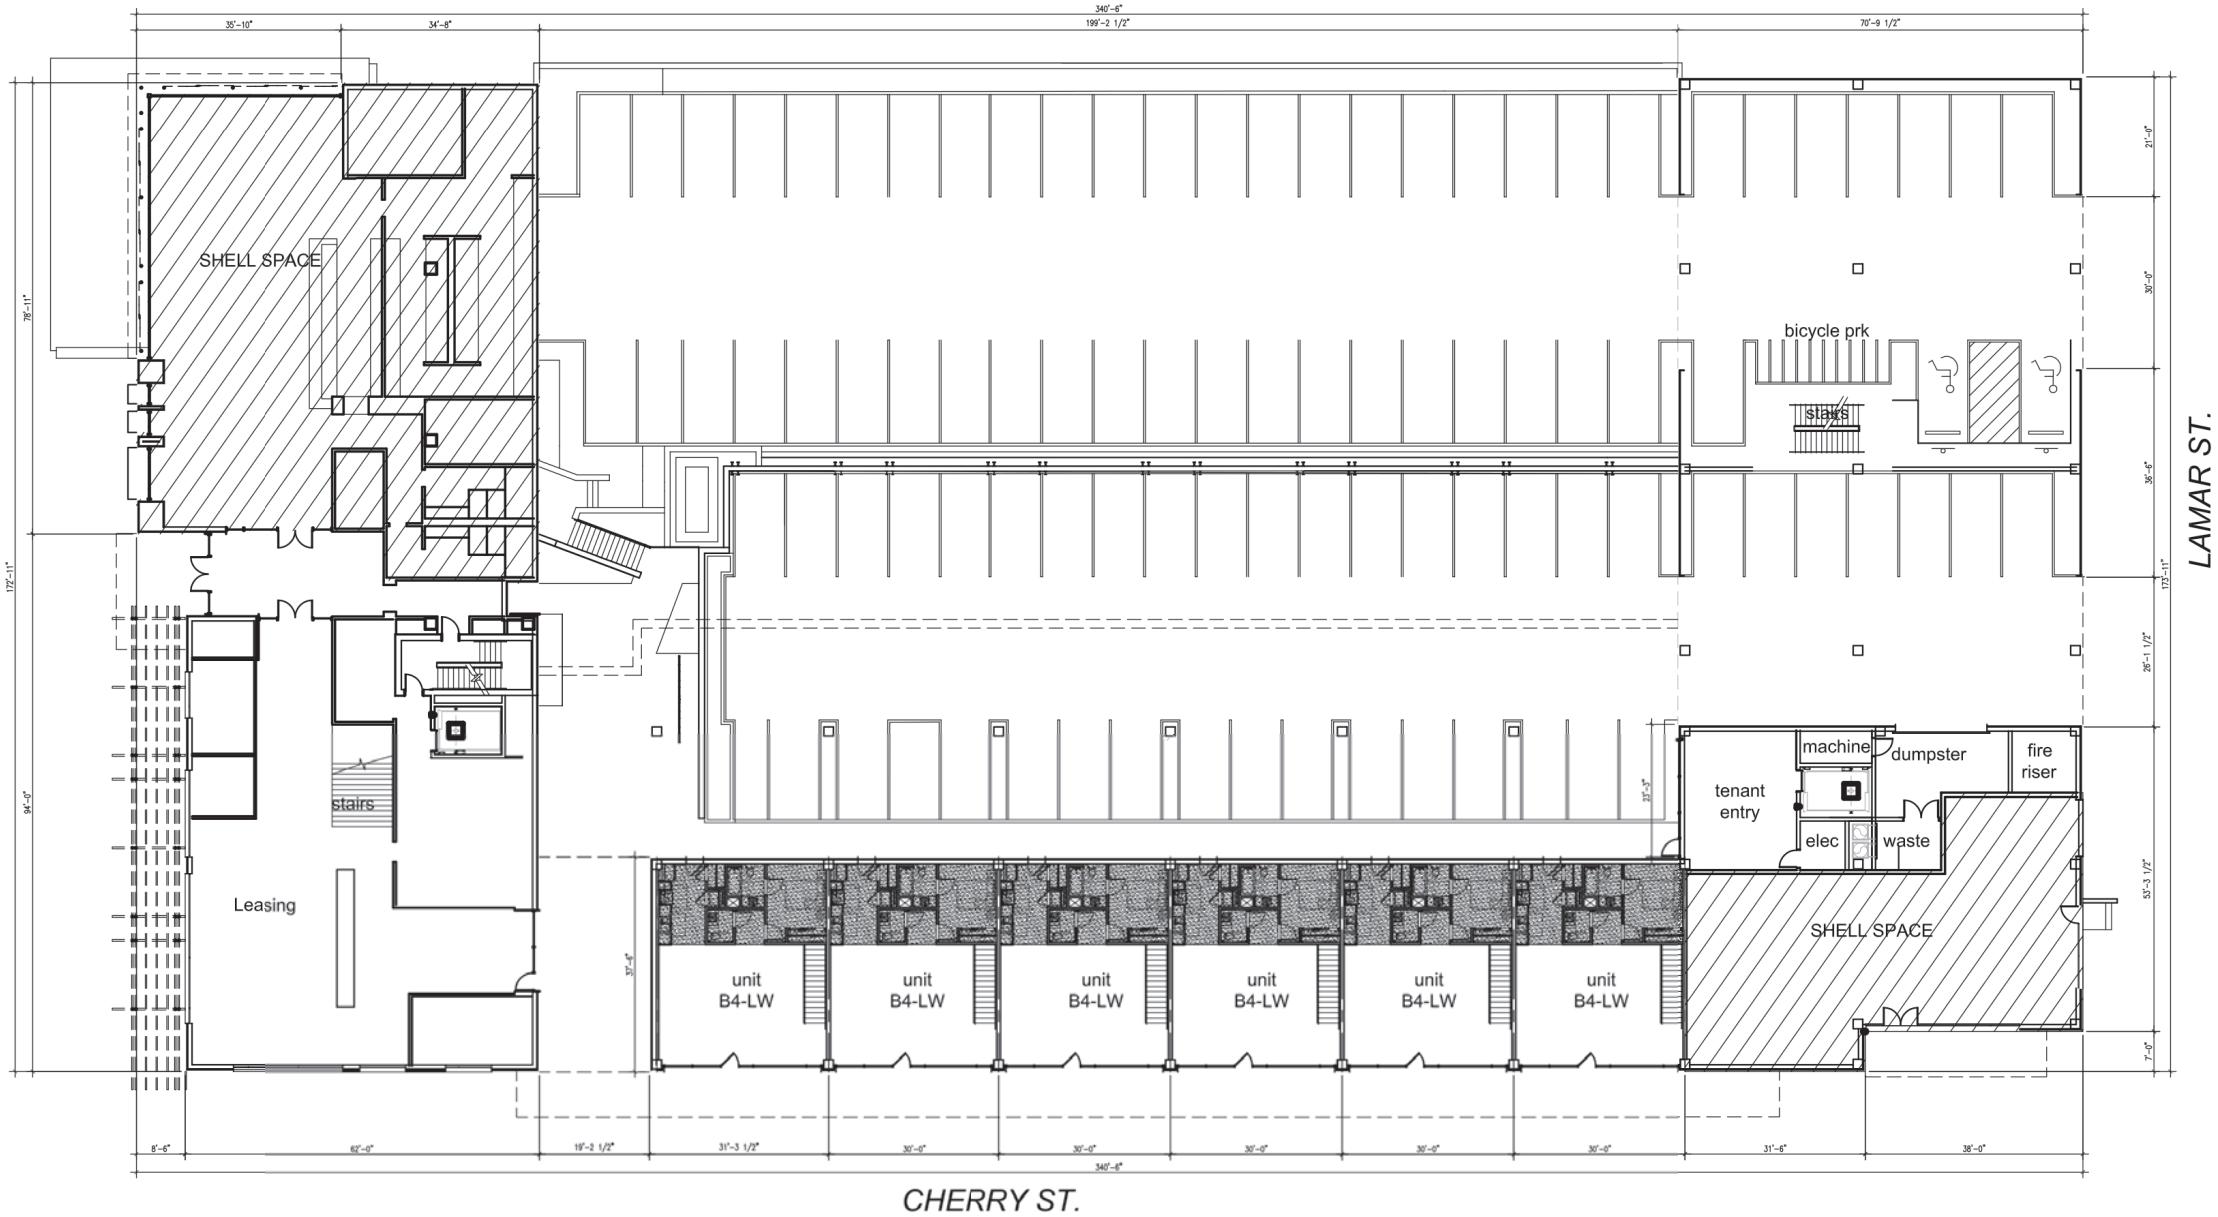 340'-6"
35'-10"
34'-8"
199'-2 1/2"
70'-9 1/2"
21'-0"
SHELL SPACE
30'-0"
78'-11"
bicycle prk
stairs
36'-6"
LAMAR ST.
172'-11"
173'-11"
26'-1 1/2"
machine
dumpster
fire
riser
tenant
entry
23'-3"
94'-0"
stairs
elec
waste
Leasing
53'-3 1/2"
SHELL SPACE
37'-6"
unit
B4-LW
unit
B4-LW
unit
B4-LW
unit
B4-LW
unit
B4-LW
unit
B4-LW
7'-0"
8'-6"
62'-0"
19'-2 1/2"
31'-3 1/2"
30'-0"
30'-0"
30'-0"
30'-0"
30'-0"
31'-6"
38'-0"
340'-6"
CHERRY ST.